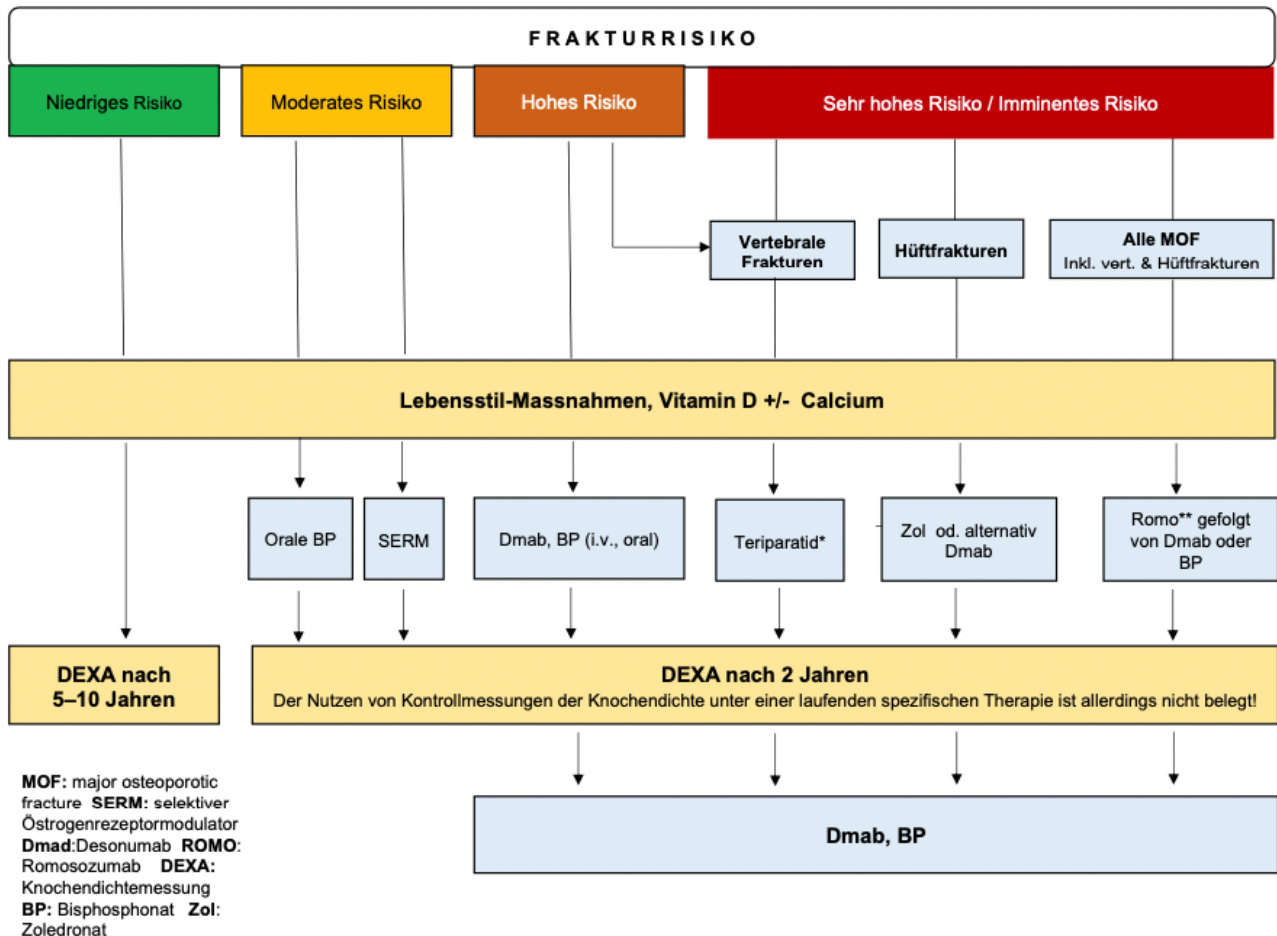 FRAKTURRISIKO
Niedriges Risiko
Moderates Risiko
Hohes Risiko
Sehr hohes Risiko / Imminentes Risiko
Vertebrale
Frakturen
Hüftfrakturen
Alle MOF
Inkl. vert. & Hüftfrakturen
Lebensstil-Massnahmen, Vitamin D +/- Calcium
Orale BP
SERM
Dmab, BP (i.v., oral)
Teriparatid*
Zol od. alternativ
Dmab
Romo** gefolgt
von Dmab oder
BP
DEXA nach
5–10 Jahren
DEXA nach 2 Jahren
Der Nutzen von Kontrollmessungen der Knochendichte unter einer laufenden spezifischen Therapie ist allerdings nicht belegt!
MOF: major osteoporotic
fracture SERM: selektiver
Östrogenrezeptormodulator
Dmad:Desonumab ROMO:
Romosozumab DEXA:
Knochendichtemessung
BP: Bisphosphonat Zol:
Zoledronat
Dmab, BP